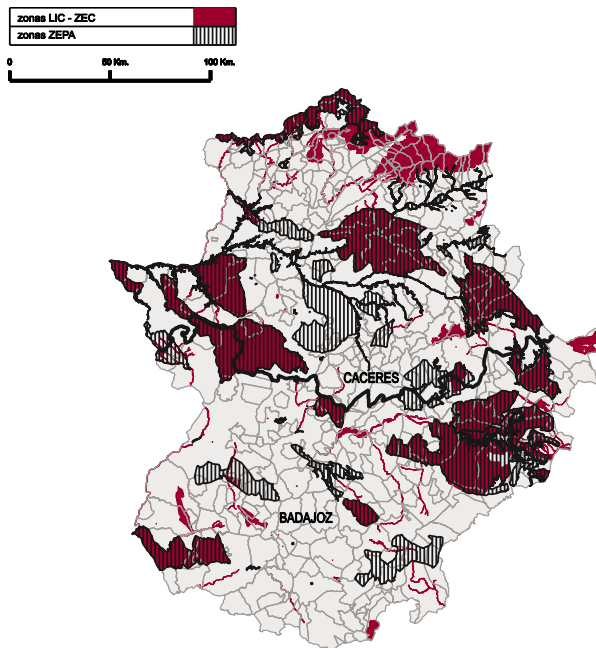 zonas LIC - ZEC
zonas ZEPA
0 50 Km. 100 Km.
CACERES
BADAJOZ